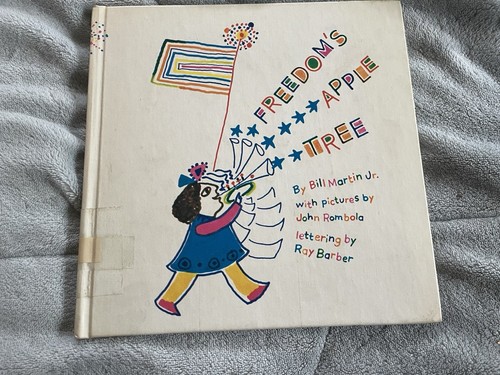 FREEDOM'S
APPLE
TREE
By Bill Martin Jr.
with pictures by
John Rombola
lettering by
Ray Barber